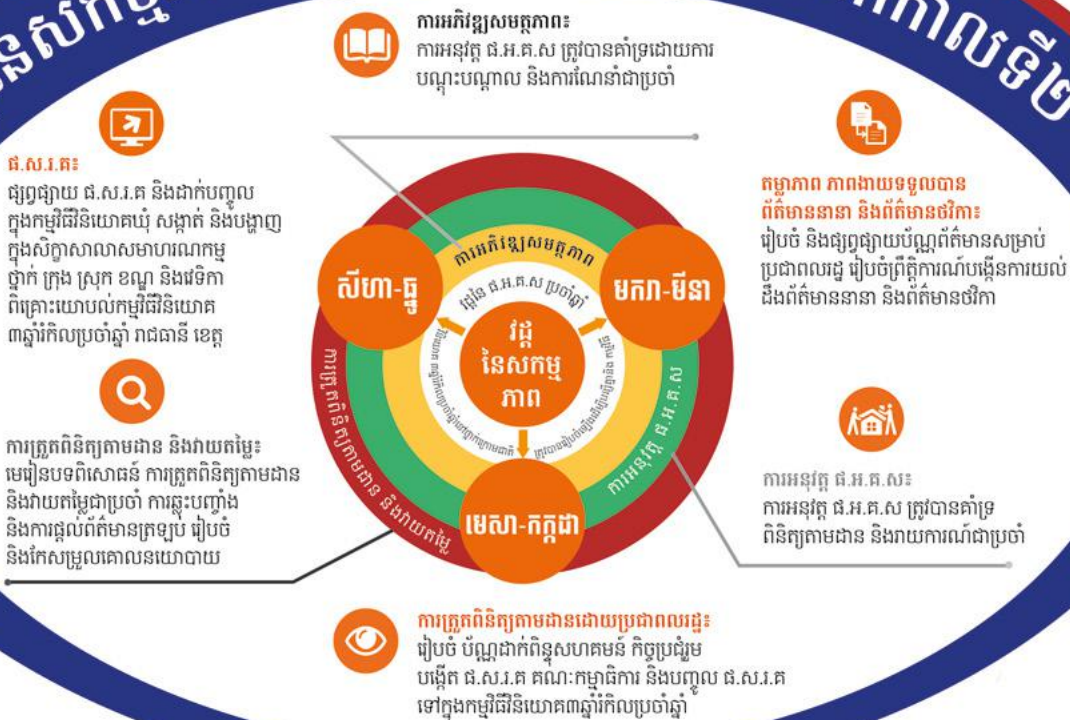 ការអភិវឌ្ឍសមត្ថភាព៖
ការអនុវត្ត ផ.អ.គ.ស ត្រូវបានគាំទ្រដោយការ
បណ្តុះបណ្តាល និងការណែនាំជាប្រចាំ
ផ.ស.រ.គ៖
ផ្សព្វផ្សាយ ផ.ស.រ.គ និងដាក់បញ្ចូល
ក្នុងកម្មវិធីវិនិយោគឃុំ សង្កាត់ និងបង្ហាញ
ក្នុងសិក្ខាសាលាសមាហរណកម្ម
ថ្នាក់ ក្រុង ស្រុក ខណ្ឌ និងវេទិកា
ពិគ្រោះយោបល់កម្មវិធីវិនិយោគ
៣ឆ្នាំរំកិលប្រចាំឆ្នាំ រាជធានី ខេត្ត
តម្លាភាព ភាពងាយទទួលបាន
ព័ត៌មាននានា និងព័ត៌មានថវិកា៖
រៀបចំ និងផ្សព្វផ្សាយប័ណ្ណព័ត៌មានសម្រាប់
ប្រជាពលរដ្ឋ រៀបចំព្រឹត្តិការណ៍បង្កើនការយល់
ដឹងព័ត៌មាននានា និងព័ត៌មានថវិកា
ការអភិវឌ្ឍសមត្ថភាព
វដ្តនៃ ផ.អ.គ.ស ប្រចាំឆ្នាំ
សីហា-ធ្នូ
មករា-មីនា
វដ្ត
នៃសកម្ម
ភាព
មេសា-កក្កដា
ការត្រួតពិនិត្យតាមដាន និងវាយតម្លៃ
ការអនុវត្ត ផ.អ.គ.ស
ការត្រួតពិនិត្យតាមដាន និងវាយតម្លៃ៖
មេរៀនបទពិសោធន៍ ការត្រួតពិនិត្យតាមដាន
និងវាយតម្លៃជាប្រចាំ ការឆ្លុះបញ្ចាំង
និងការផ្តល់ព័ត៌មានត្រឡប់ រៀបចំ
និងកែសម្រួលគោលនយោបាយ
ការអនុវត្ត ផ.អ.គ.ស៖
ការអនុវត្ត ផ.អ.គ.ស ត្រូវបានគាំទ្រ
ពិនិត្យតាមដាន និងរាយការណ៍ជាប្រចាំ
ការត្រួតពិនិត្យតាមដានដោយប្រជាពលរដ្ឋ៖
រៀបចំ ប័ណ្ណដាក់ពិន្ទុសហគមន៍ កិច្ចប្រជុំរួម
បង្កើត ផ.ស.រ.គ គណៈកម្មាធិការ និងបញ្ចូល ផ.ស.រ.គ
ទៅក្នុងកម្មវិធីវិនិយោគ៣ឆ្នាំរំកិលប្រចាំឆ្នាំ